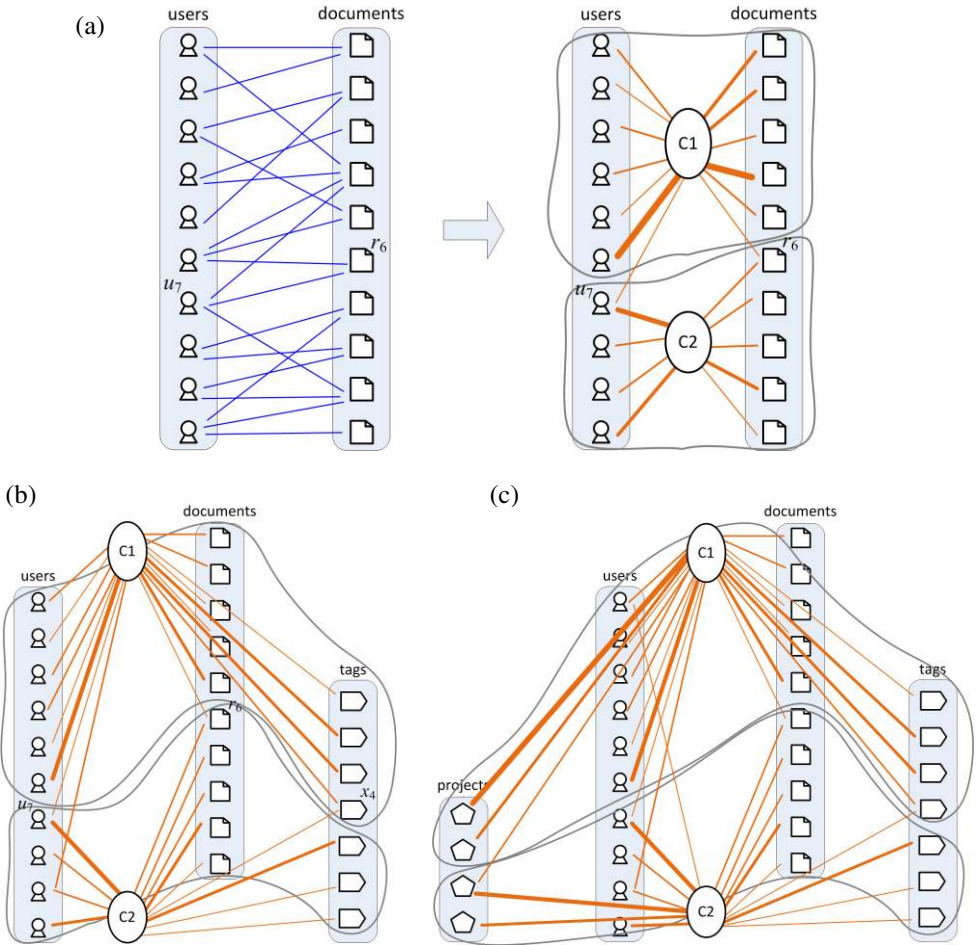 (a)
users
documents
r6
u7
users
documents
C1
r6
u7
C2
(b)
documents
C1
users
tags
r6
x4
u7
C2
(c)
documents
C1
users
tags
projects
C2